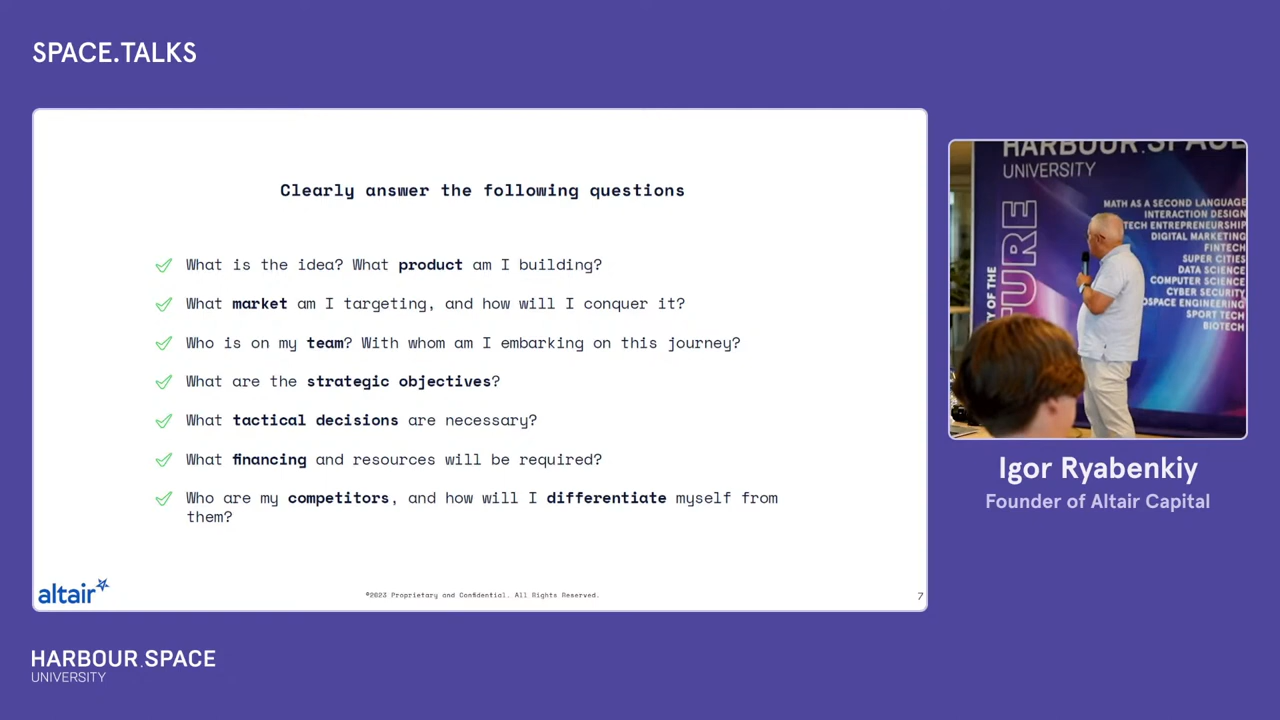 SPACE.TALKS
Clearly answer the following questions
What is the idea? What product am I building?
What market am I targeting, and how will I conquer it?
Who is on my team? With whom am I embarking on this journey?
What are the strategic objectives?
What tactical decisions are necessary?
What financing and resources will be required?
Who are my competitors, and how will I differentiate myself from
them?
altair
©2023 Proprietary and Confidential. All Rights Reserved.
7
HARBOUR.SPACE
UNIVERSITY
MATH AS A SECOND LANGUAGE
INTERACTION DESIGN
TECH ENTREPRENEURSHIP
DIGITAL MARKETING
FINTECH
SUPER CITIES
DATA SCIENCE
COMPUTER SCIENCE
CYBER SECURITY
OSPACE ENGINEERING
SPORT TECH
BIOTECH
Y OF THE
TURE
Igor Ryabenkiy
Founder of Altair Capital
HARBOUR.SPACE
UNIVERSITY